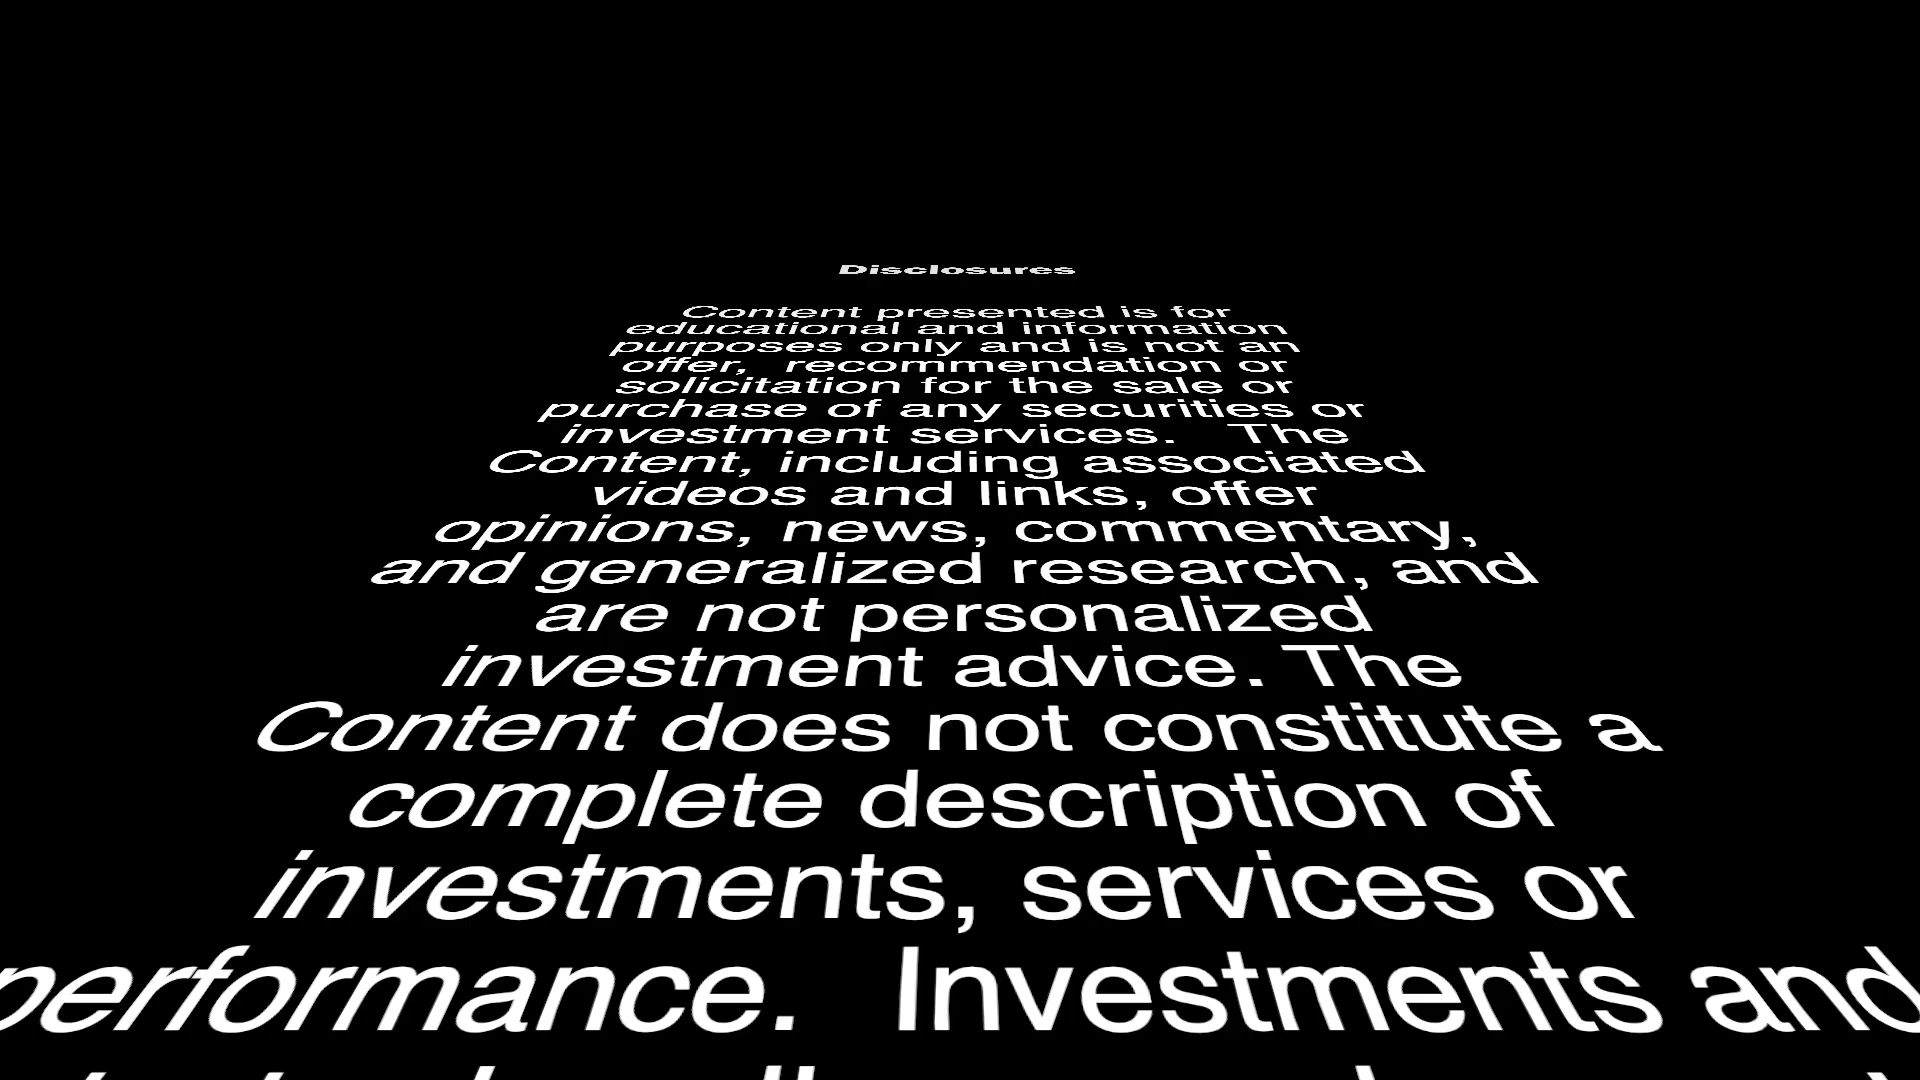 Disclosures
Content presented is for
educational and information
purposes only and is not an
offer, recommendation or
solicitation for the sale or
purchase of any securities or
investment services. The
Content, including associated
videos and links, offer
opinions, news, commentary,
and generalized research, and
are not personalized
investment advice. The
Content does not constitute a
complete description of
investments, services or
performance. Investments and